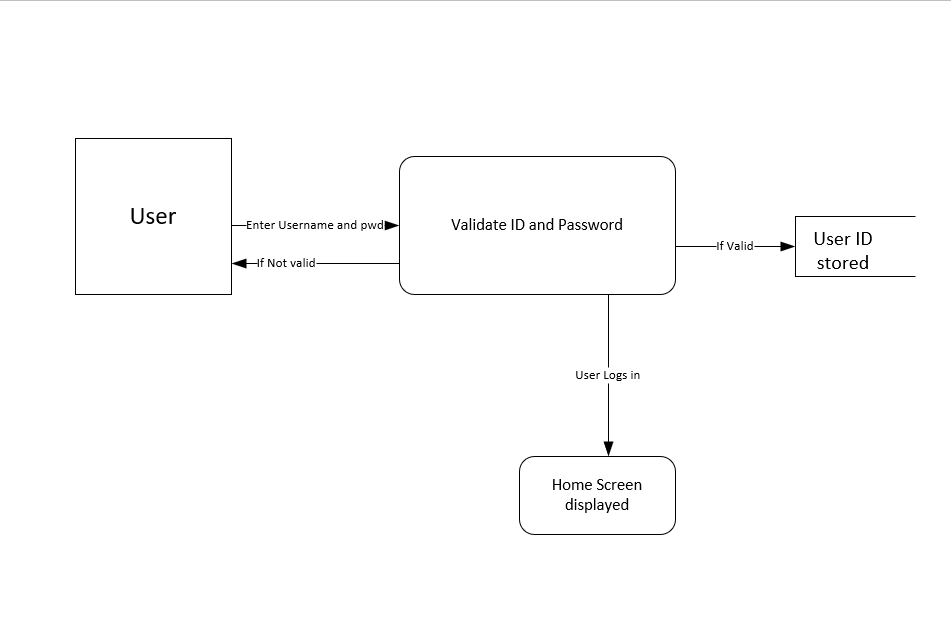 User
Enter Username and pwd
If Not valid
Validate ID and Password
If Valid
User ID
stored
User Logs in
Home Screen
displayed